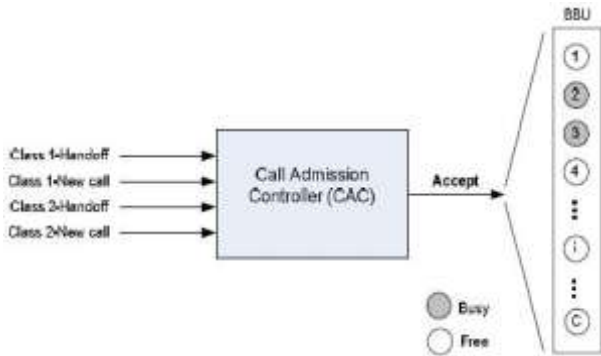 BBU
1
2
3
4
i
C
Class 1-Handoff
Class 1-New call
Class 2-Handoff
Class 2-New call
Call Admission
Controller (CAC)
Accept
Busy
Free